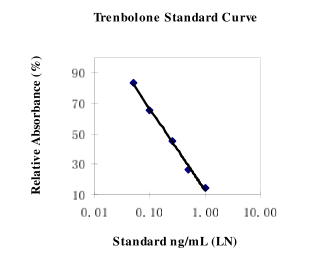 Trenbolone Standard Curve
Relative Absorbance (%)
90
70
50
30
10
0.01 0.10 1.00 10.00
Standard ng/mL (LN)